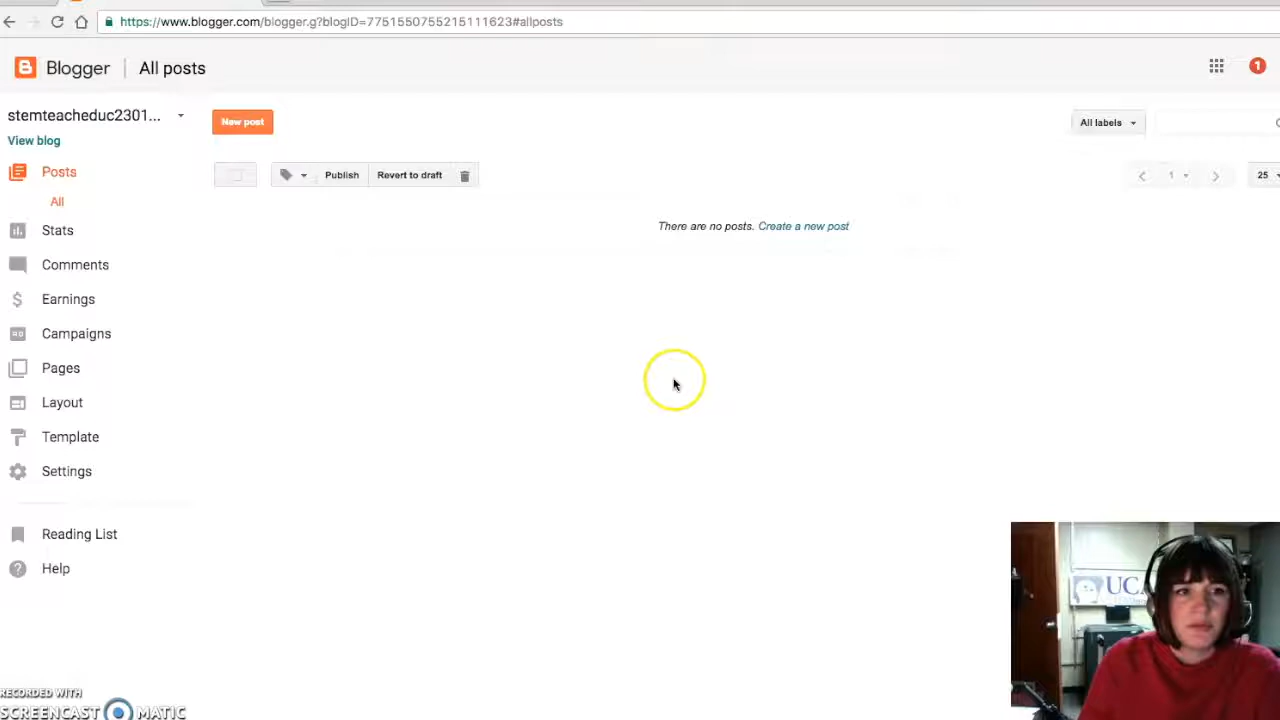 https://www.blogger.com/blogger.g?blogID=7751550755215111623#allposts
Blogger All posts
1
stemteacheduc2301...
New post
All labels
View blog
Posts
Publish Revert to draft
1
25
All
There are no posts. Create a new post
Stats
Comments
Earnings
Campaigns
Pages
Layout
Template
Settings
Reading List
Help
UCA
RECORDED WITH
SCREENCAST MATIC